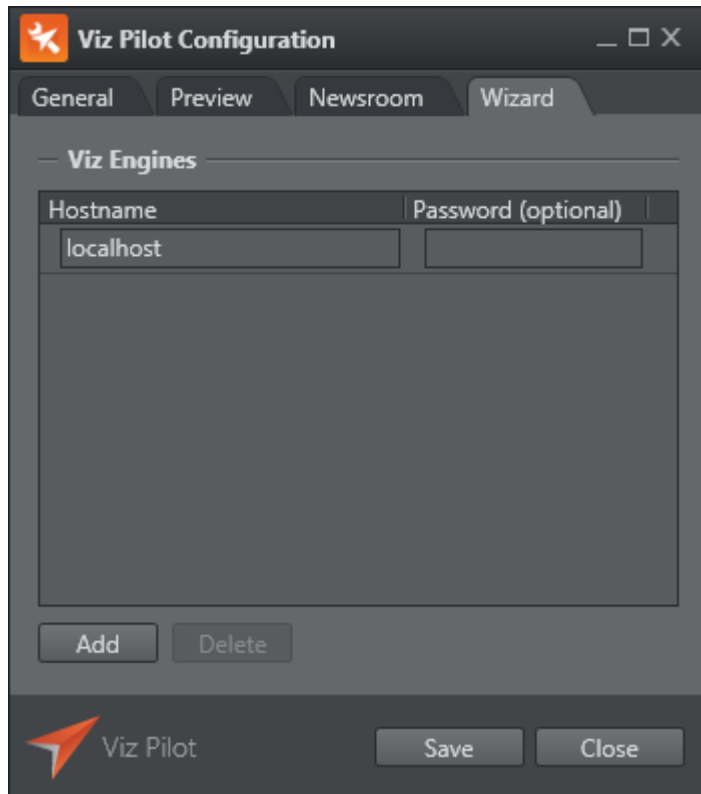 Viz Pilot Configuration
General Preview Newsroom Wizard
Viz Engines
Hostname Password (optional)
localhost
Add Delete
Viz Pilot Save Close